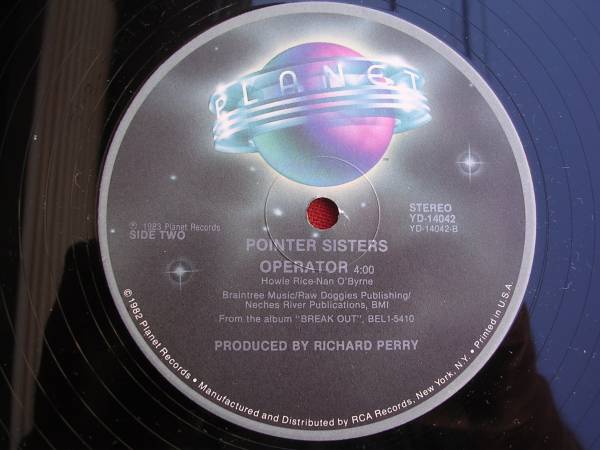 PLANET
STEREO
YD-14042
YD-14042-B
℗ 1983 Planet Records
SIDE TWO
POINTER SISTERS
OPERATOR 4:00
Howie Rice-Nan O'Byrne
Braintree Music/Raw Doggies Publishing/
Neches River Publications, BMI
From the album "BREAK OUT", BEL1-5410
PRODUCED BY RICHARD PERRY
© 1982 Planet Records • Manufactured and Distributed by RCA Records, New York, N.Y. • Printed in U.S.A.